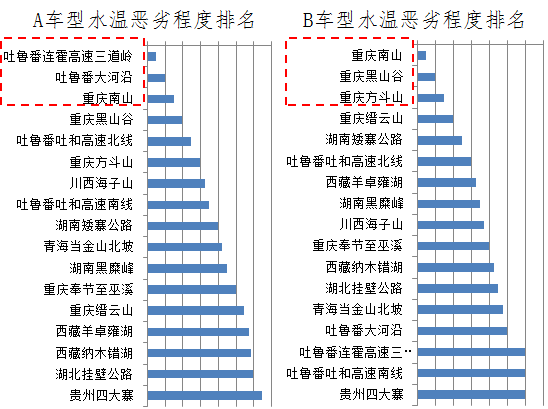 A车型水温恶劣程度排名
吐鲁番连霍高速三道岭
吐鲁番大河沿
重庆南山
重庆黑山谷
吐鲁番吐和高速北线
重庆方斗山
川西海子山
吐鲁番吐和高速南线
湖南矮寨公路
青海当金山北坡
湖南黑麋峰
重庆奉节至巫溪
重庆缙云山
西藏羊卓雍湖
西藏纳木错湖
湖北挂壁公路
贵州四大寨
B车型水温恶劣程度排名
重庆南山
重庆黑山谷
重庆方斗山
重庆缙云山
湖南矮寨公路
吐鲁番吐和高速北线
西藏羊卓雍湖
湖南黑麋峰
川西海子山
重庆奉节至巫溪
西藏纳木错湖
湖北挂壁公路
青海当金山北坡
吐鲁番大河沿
吐鲁番连霍高速三…
吐鲁番吐和高速南线
贵州四大寨